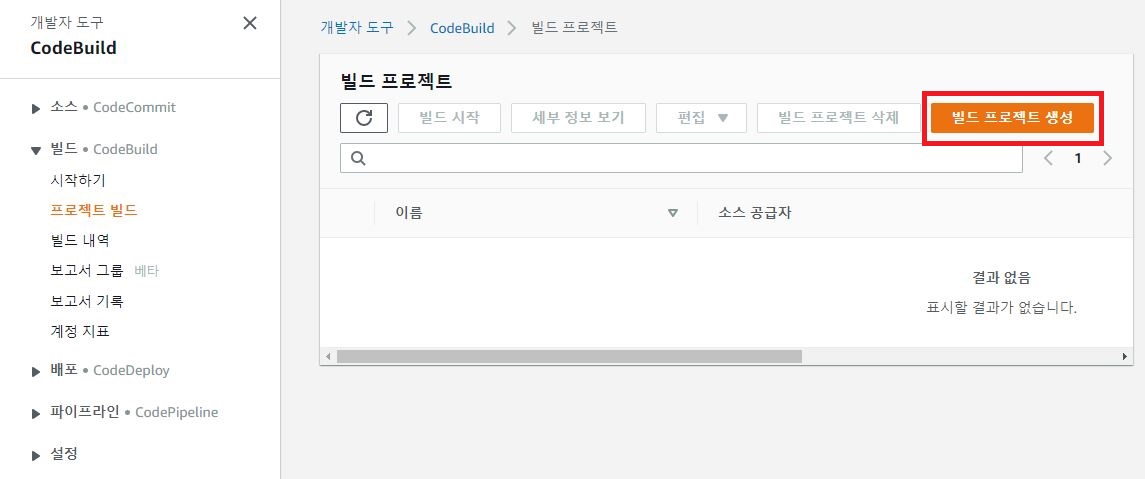 개발자 도구
CodeBuild
소스 • CodeCommit
빌드 • CodeBuild
시작하기
프로젝트 빌드
빌드 내역
보고서 그룹 베타
보고서 기록
계정 지표
배포 • CodeDeploy
파이프라인 • CodePipeline
설정
개발자 도구 > CodeBuild > 빌드 프로젝트
빌드 프로젝트
빌드 시작 세부 정보 보기 편집 빌드 프로젝트 삭제 빌드 프로젝트 생성
1
이름 소스 공급자
결과 없음
표시할 결과가 없습니다.